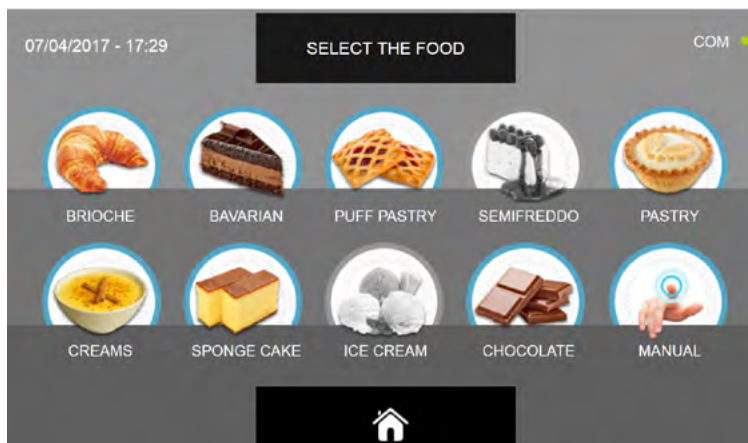 07/04/2017 - 17:29
SELECT THE FOOD
COM
BRIOCHE
BAVARIAN
PUFF PASTRY
SEMIFREDDO
PASTRY
CREAMS
SPONGE CAKE
ICE CREAM
CHOCOLATE
MANUAL